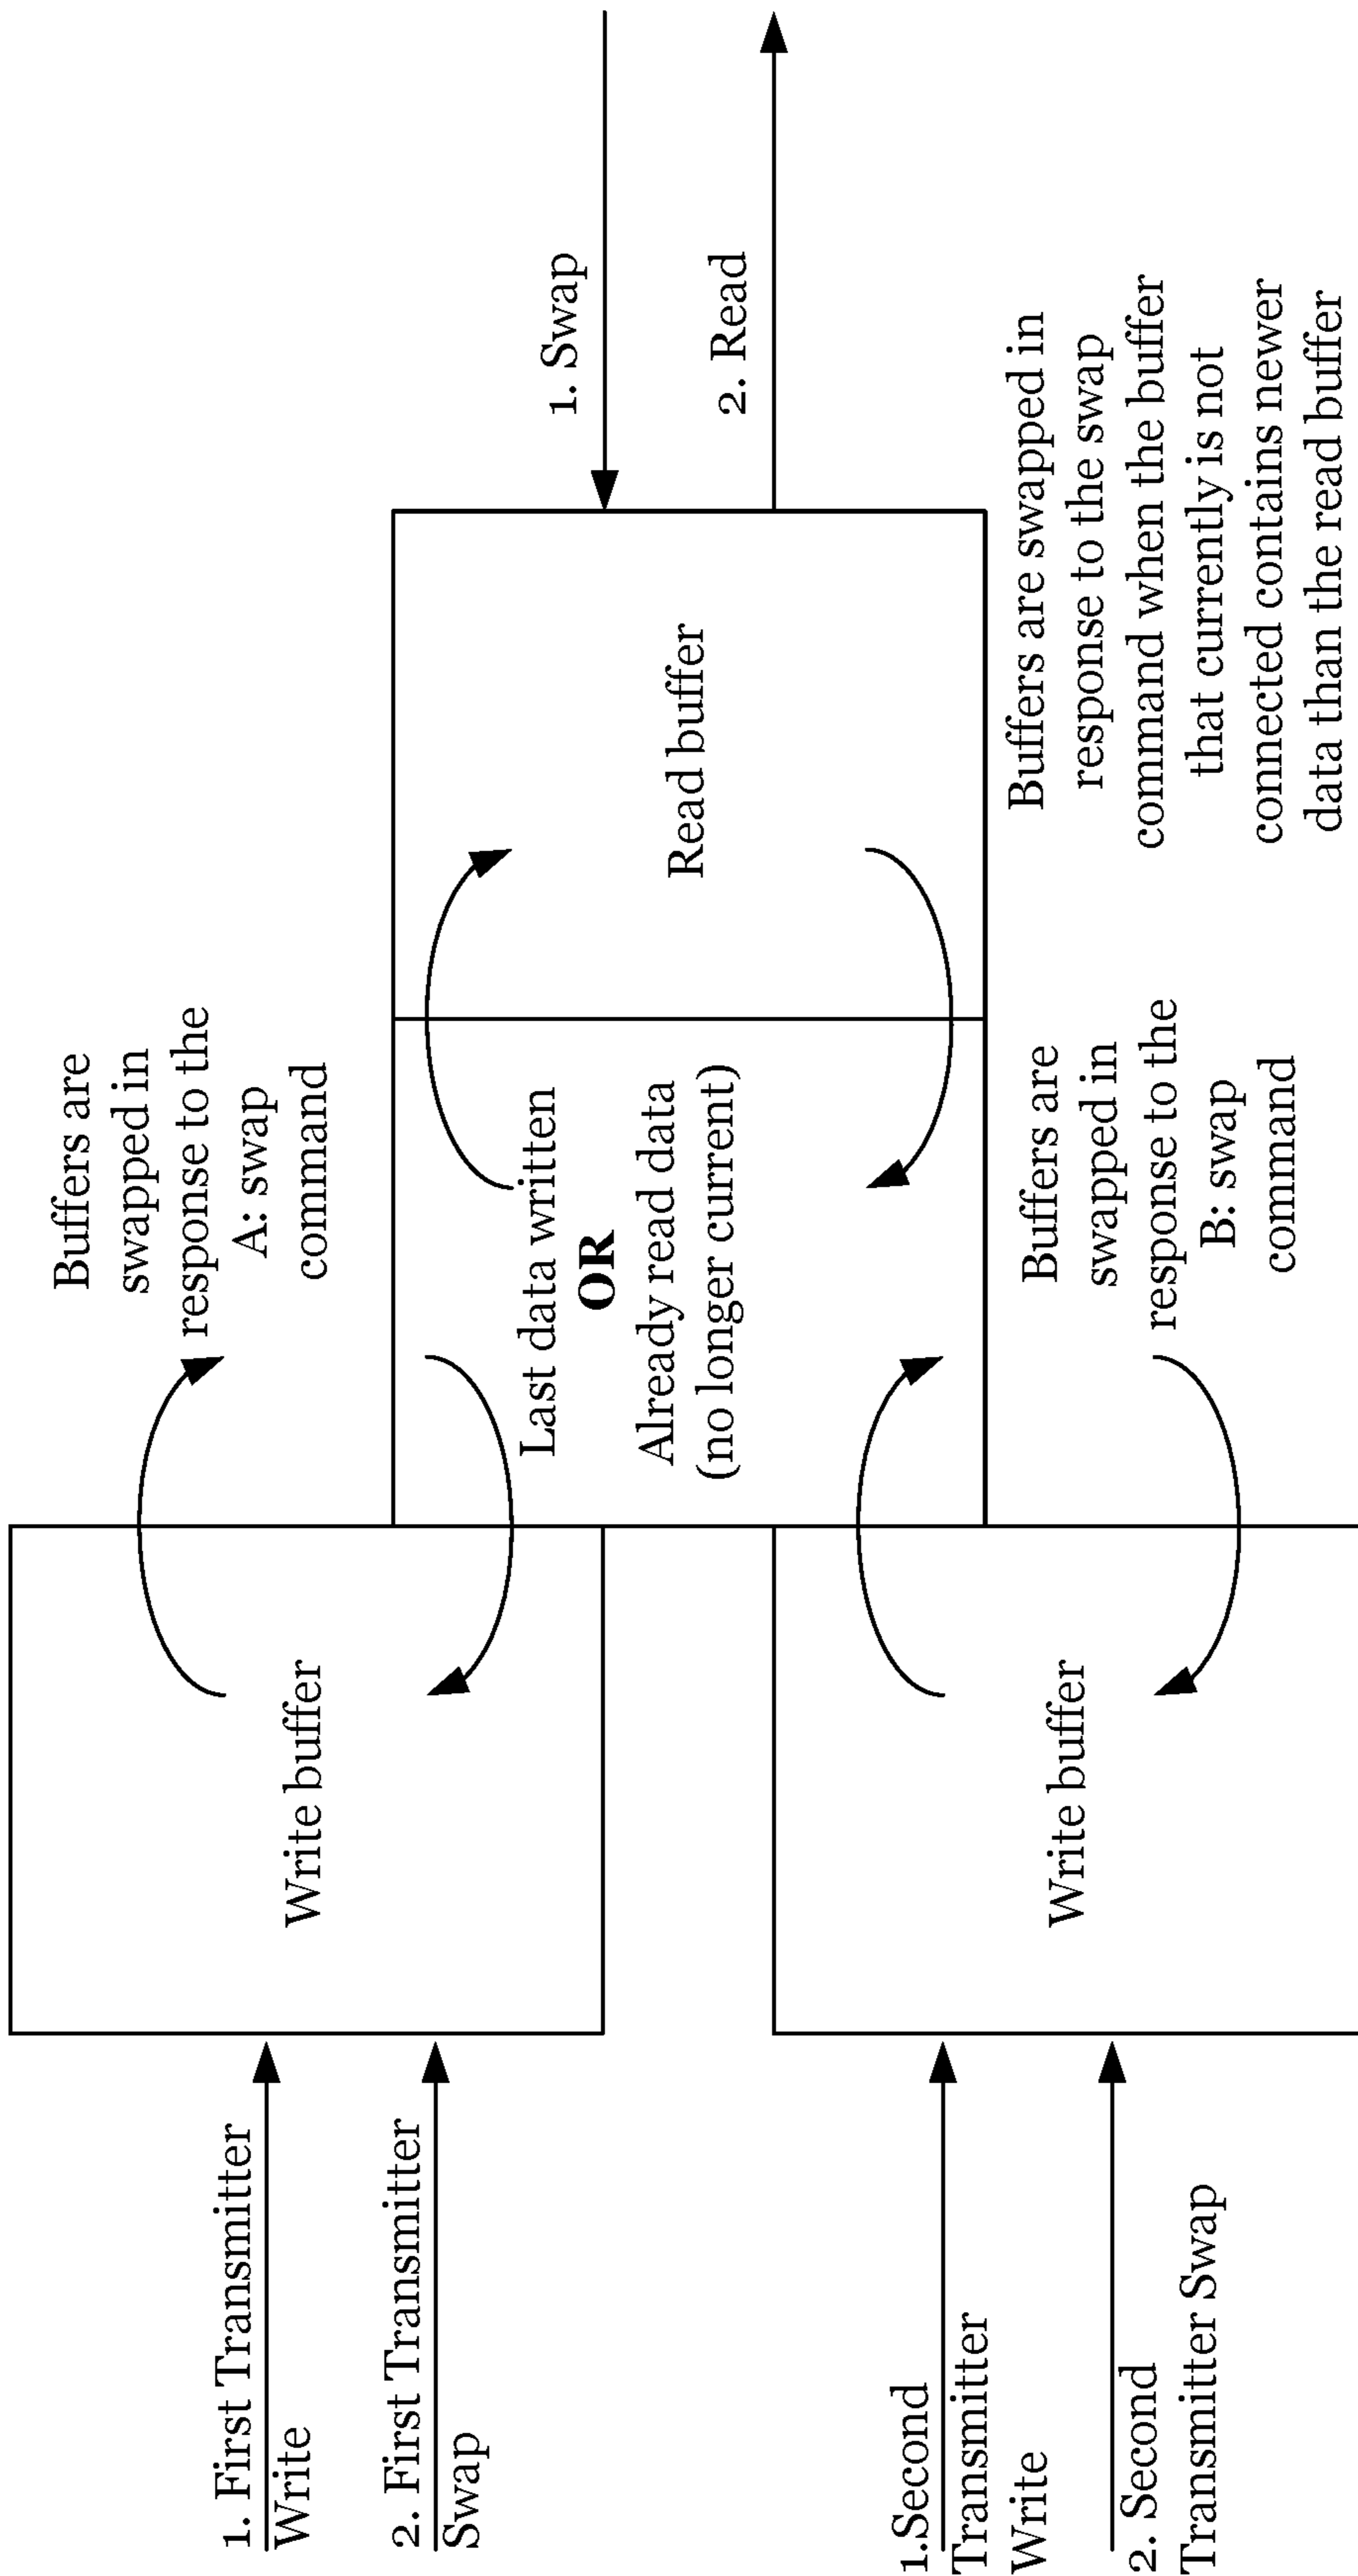 1. First Transmitter
Write
2. First Transmitter
Swap
Write buffer
Buffers are
swapped in
response to the
A: swap
command
Last data written
OR
Already read data
(no longer current)
Read buffer
1. Swap
2. Read
1.Second
Transmitter
Write
2. Second
Transmitter Swap
Write buffer
Buffers are
swapped in
response to the
B: swap
command
Buffers are swapped in
response to the swap
command when the buffer
that currently is not
connected contains newer
data than the read buffer